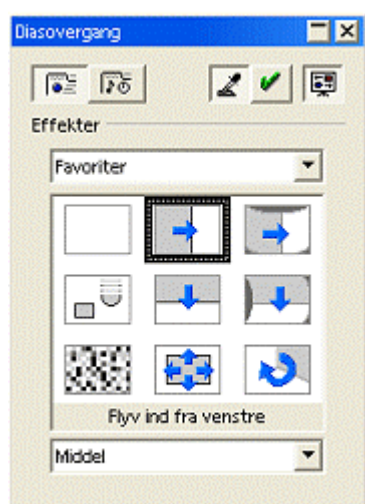 Diasovergang
Effekter
Favoriter
Flyv ind fra venstre
Middel